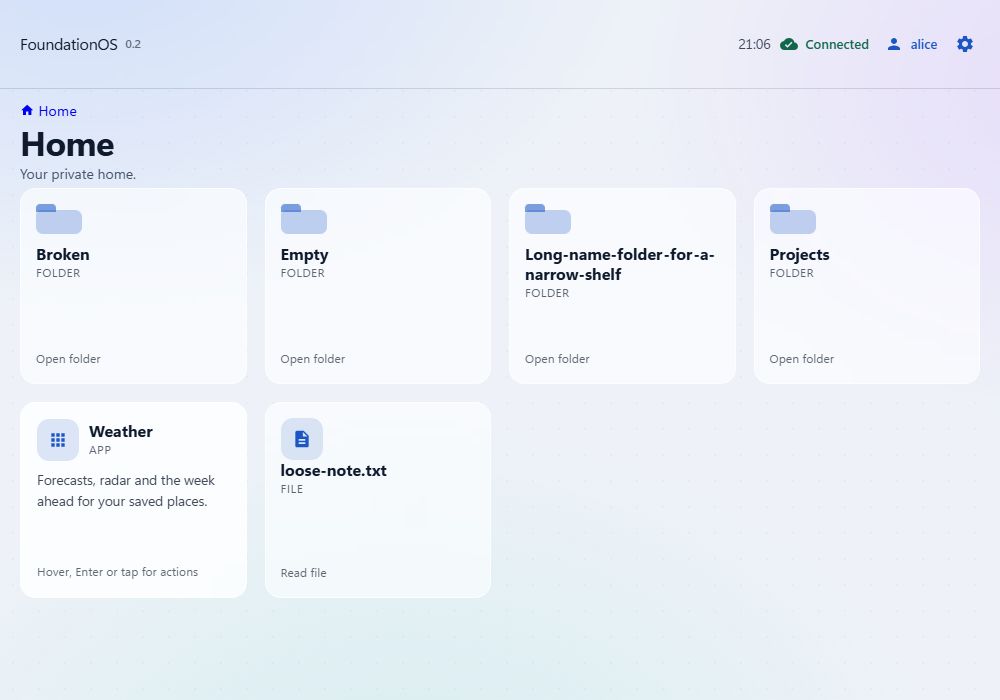 FoundationOS 0.2
21:06 Connected alice
Home
Home
Your private home.
Broken
FOLDER
Open folder
Empty
FOLDER
Open folder
Long-name-folder-for-a-
narrow-shelf
FOLDER
Open folder
Projects
FOLDER
Open folder
Weather
APP
Forecasts, radar and the week
ahead for your saved places.
Hover, Enter or tap for actions
loose-note.txt
FILE
Read file